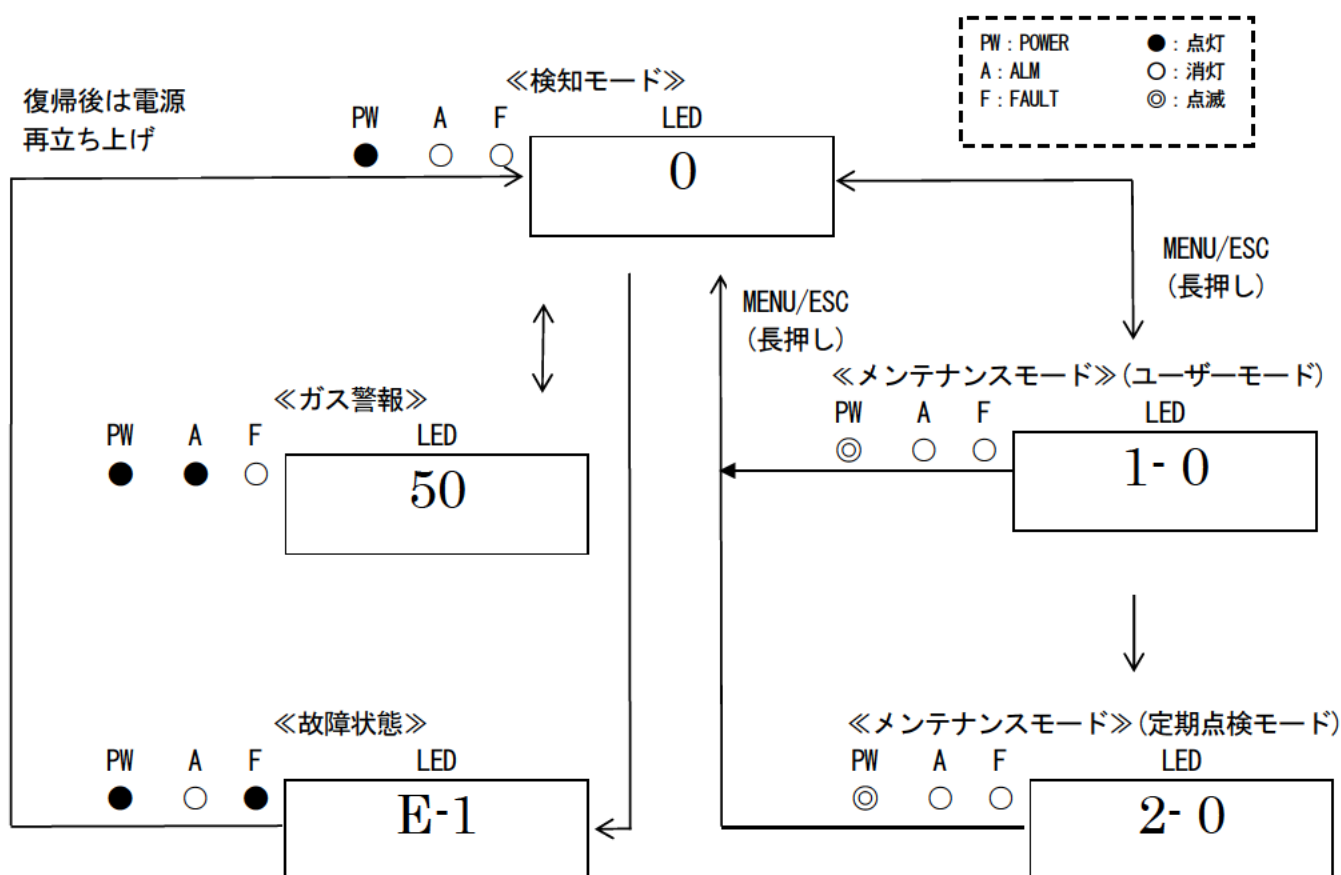 PW：POWER ●：点灯
A：ALM ○：消灯
F：FAULT ◎：点滅
復帰後は電源
再立ち上げ
≪検知モード≫
PW A F LED
● ○ ○
0
MENU/ESC
(長押し)
MENU/ESC
(長押し)
≪ガス警報≫
PW A F LED
● ● ○
50
≪メンテナンスモード≫(ユーザーモード)
PW A F LED
◎ ○ ○
1- 0
≪故障状態≫
PW A F LED
● ○ ●
E-1
≪メンテナンスモード≫(定期点検モード)
PW A F LED
◎ ○ ○
2- 0